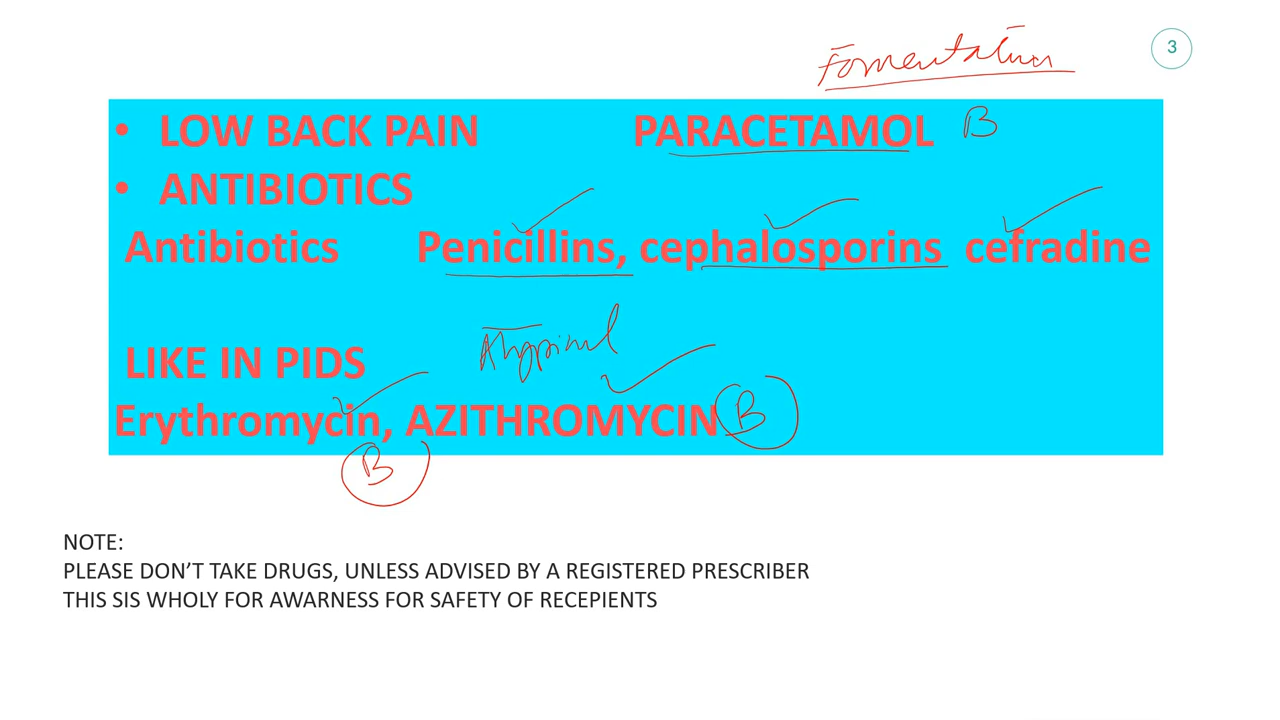 Fomentation
3
• LOW BACK PAIN PARACETAMOL B
• ANTIBIOTICS
Antibiotics Penicillins, cephalosporins cefradine
Atypical
LIKE IN PIDS
Erythromycin, AZITHROMYCIN B
B
NOTE:
PLEASE DON’T TAKE DRUGS, UNLESS ADVISED BY A REGISTERED PRESCRIBER
THIS SIS WHOLY FOR AWARNESS FOR SAFETY OF RECEPIENTS